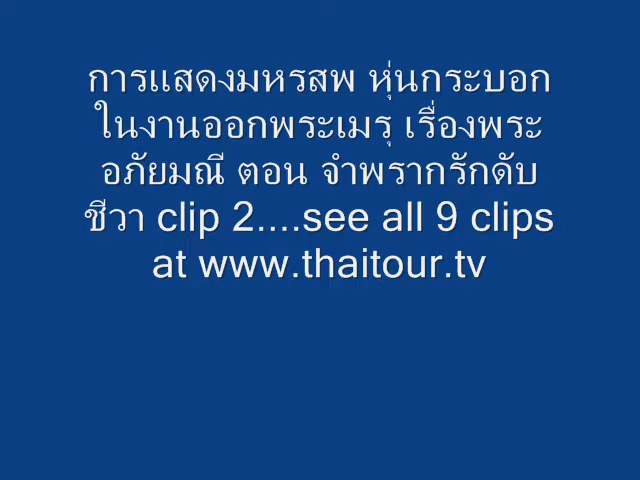 การแสดงมหรสพ หุ่นกระบอก
ในงานออกพระเมรุ เรื่องพระ
อภัยมณี ตอน จำพรากรักดับ
ชีวา clip 2....see all 9 clips
at www.thaitour.tv